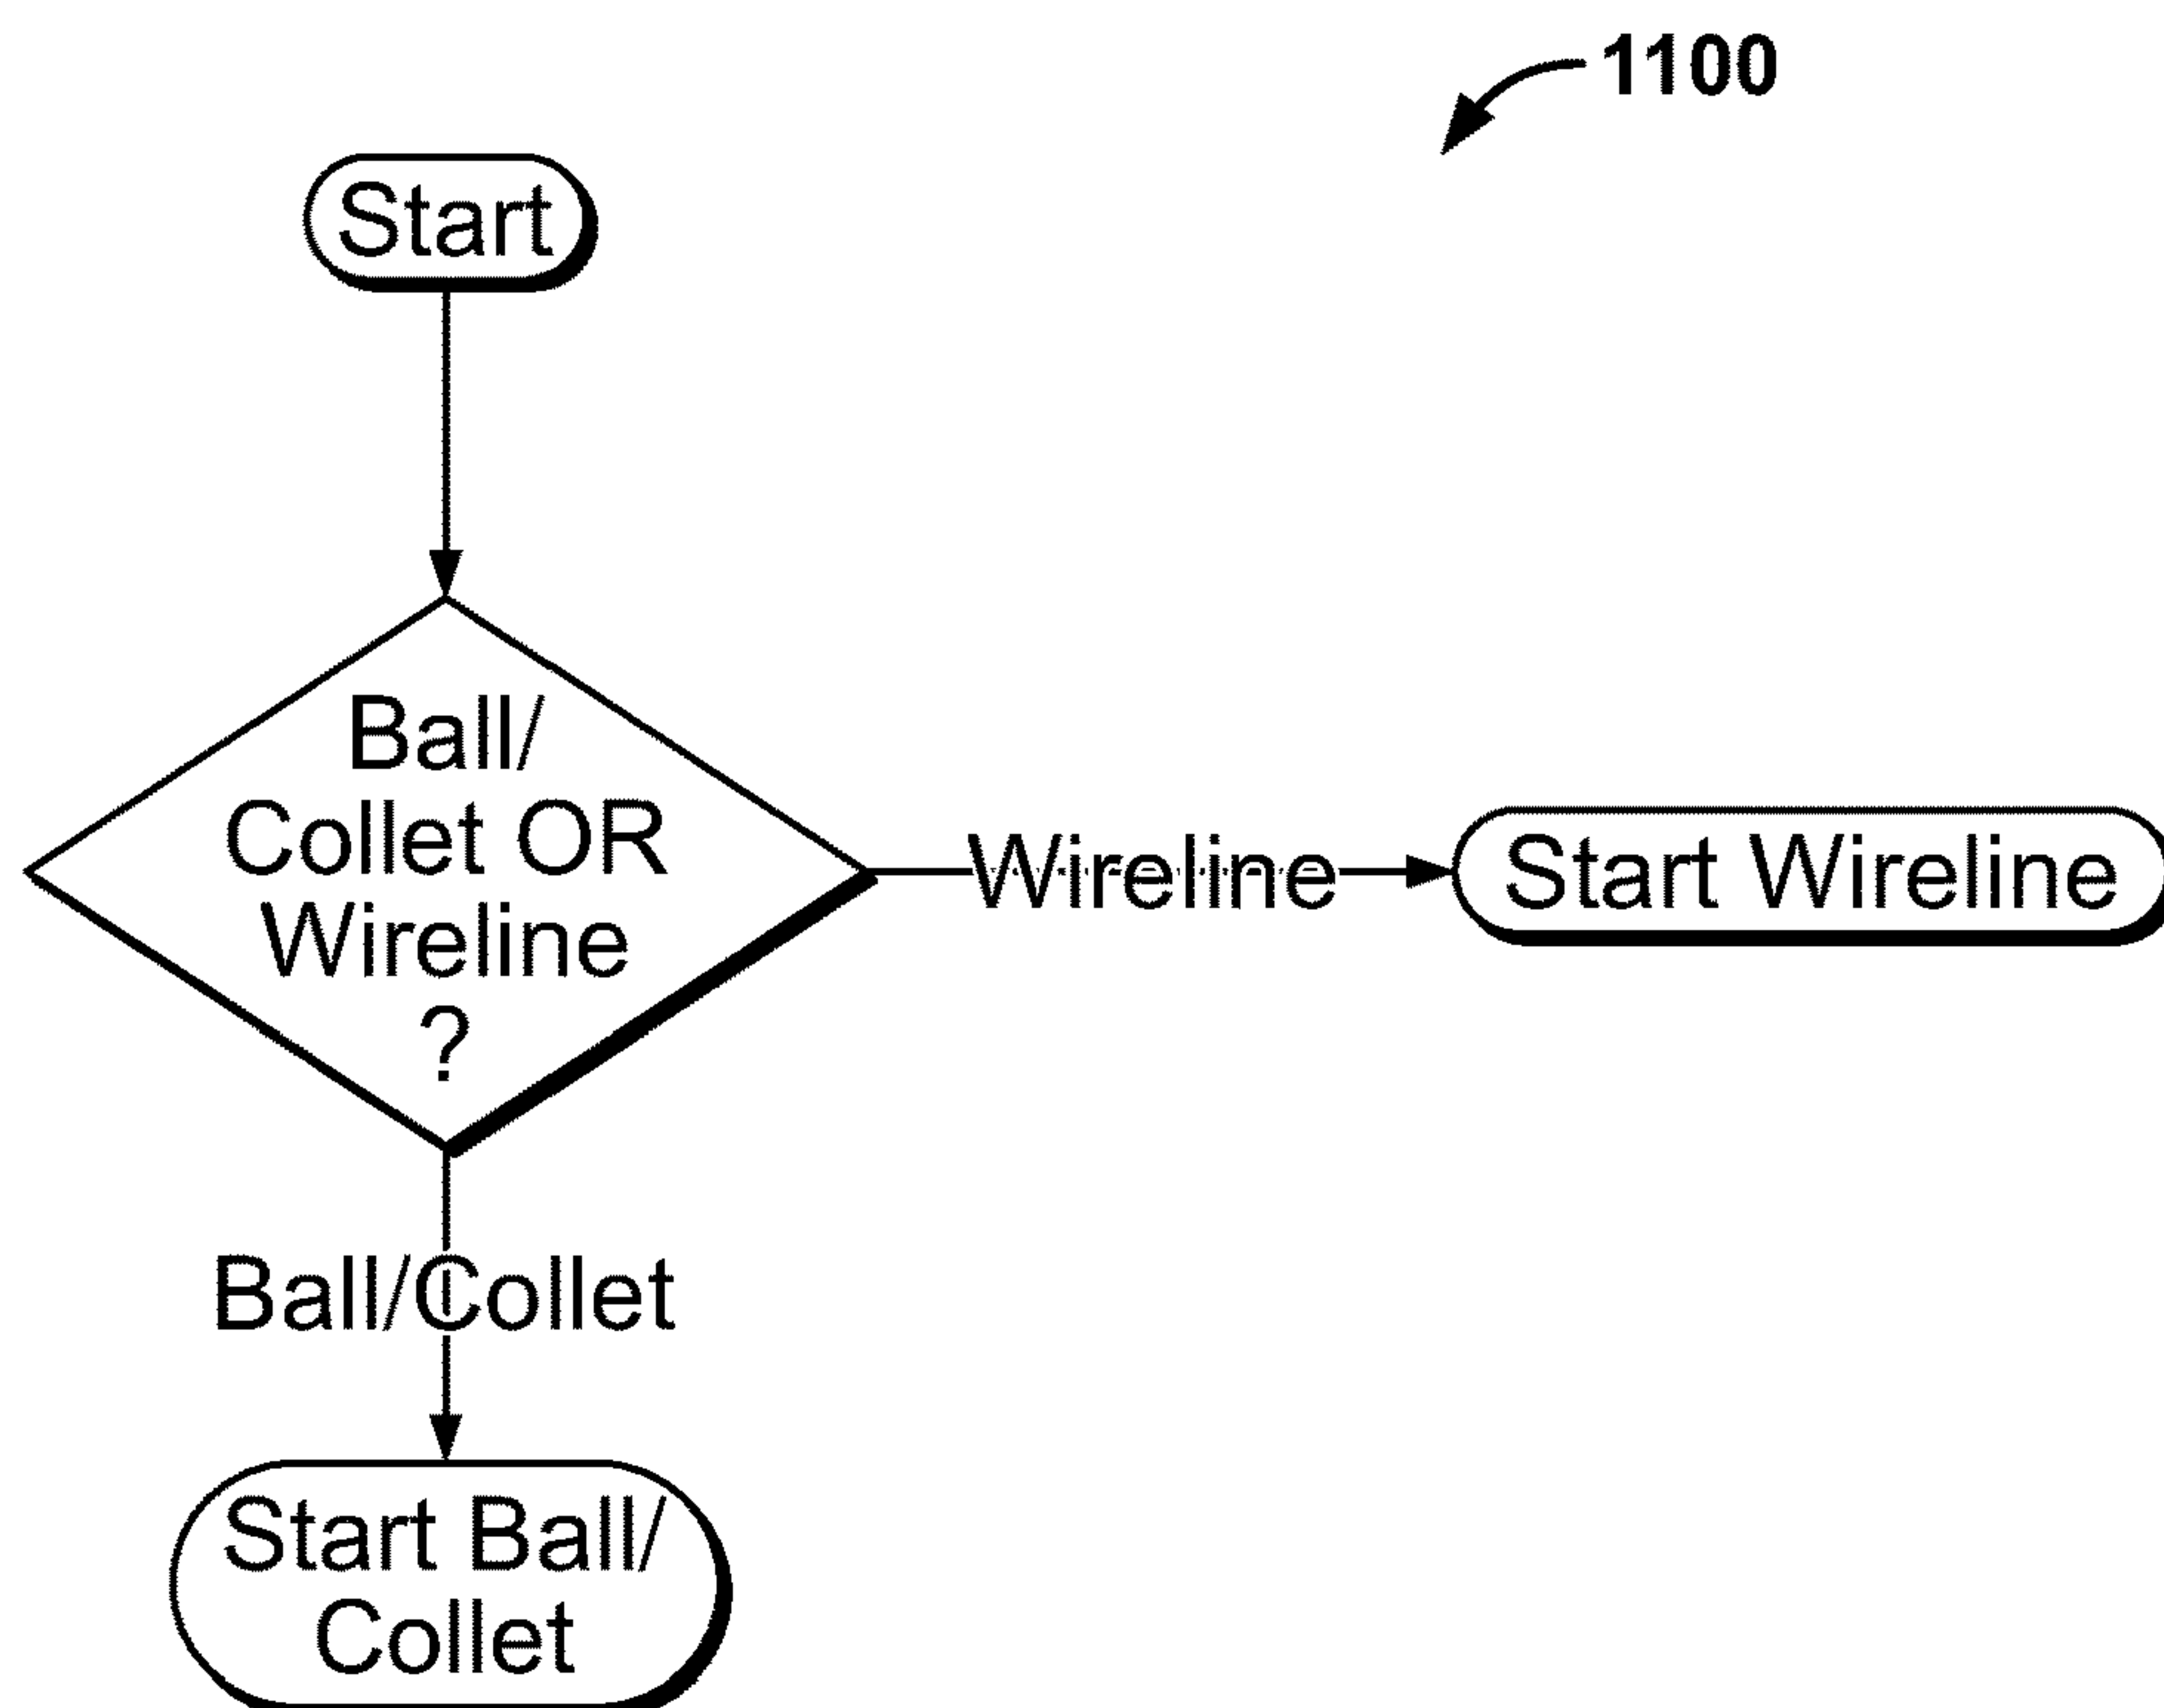 1100
Start
Ball/
Collet OR
Wireline
?
Wireline
Start Wireline
Ball/Collet
Start Ball/
Collet